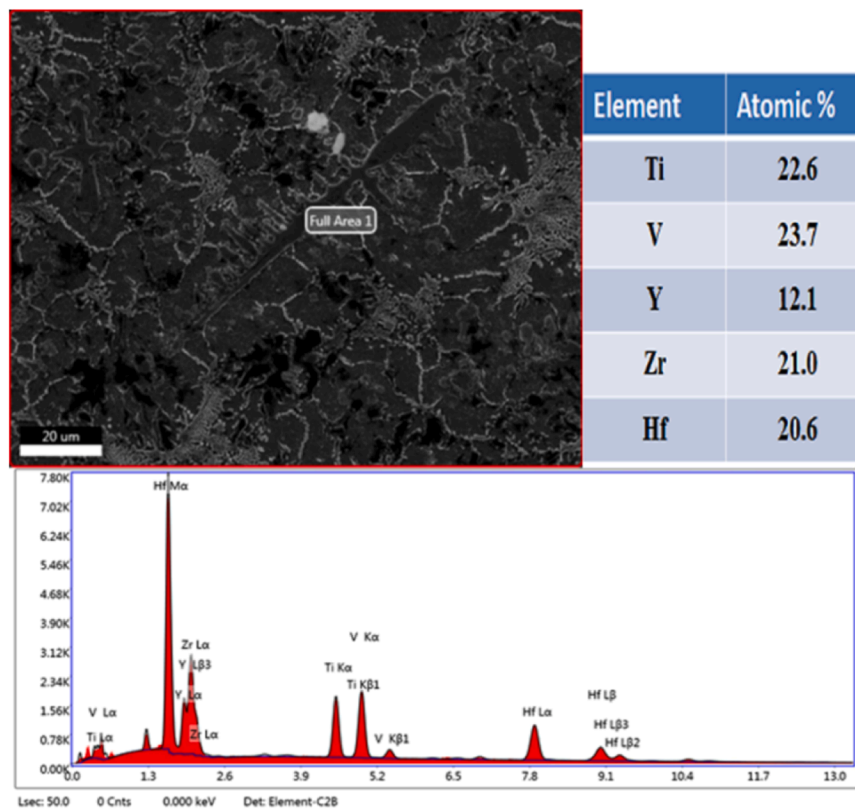 Full Area 1
20 um
Element Atomic %
Ti 22.6
V 23.7
Y 12.1
Zr 21.0
Hf 20.6
7.80K
7.02K
6.24K
5.46K
4.68K
3.90K
3.12K
2.34K
1.56K
0.78K
0.00K
Hf Mα
Zr Lα
Y Lβ3
Y Lα
Zr Lα
V Lα
Ti Lα
V Kα
Ti Kα
Ti Kβ1
V Kβ1
Hf Lα
Hf Lβ
Hf Lβ3
Hf Lβ2
0.0 1.3 2.6 3.9 5.2 6.5 7.8 9.1 10.4 11.7 13.0
Lsec: 50.0 0 Cnts 0.000 keV Det: Element-C2B